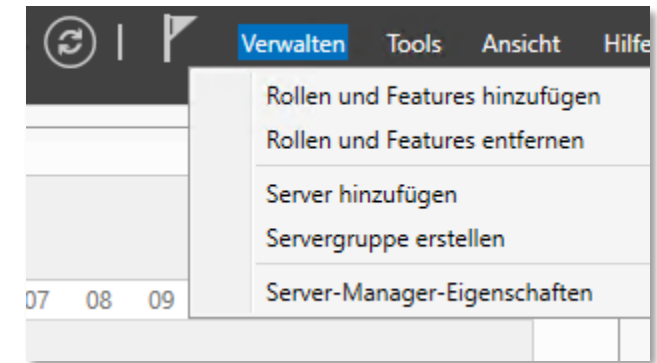 Verwalten Tools Ansicht Hilfe
Rollen und Features hinzufügen
Rollen und Features entfernen
Server hinzufügen
Servergruppe erstellen
Server-Manager-Eigenschaften
07 08 09